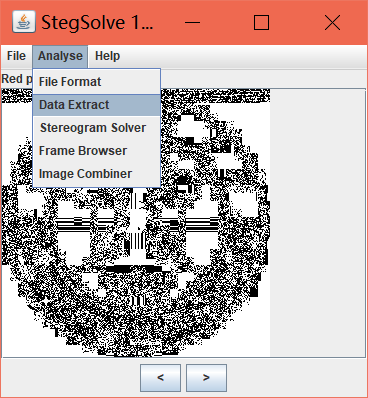 StegSolve 1...
File Analyse Help
Red p
File Format
Data Extract
Stereogram Solver
Frame Browser
Image Combiner
< >